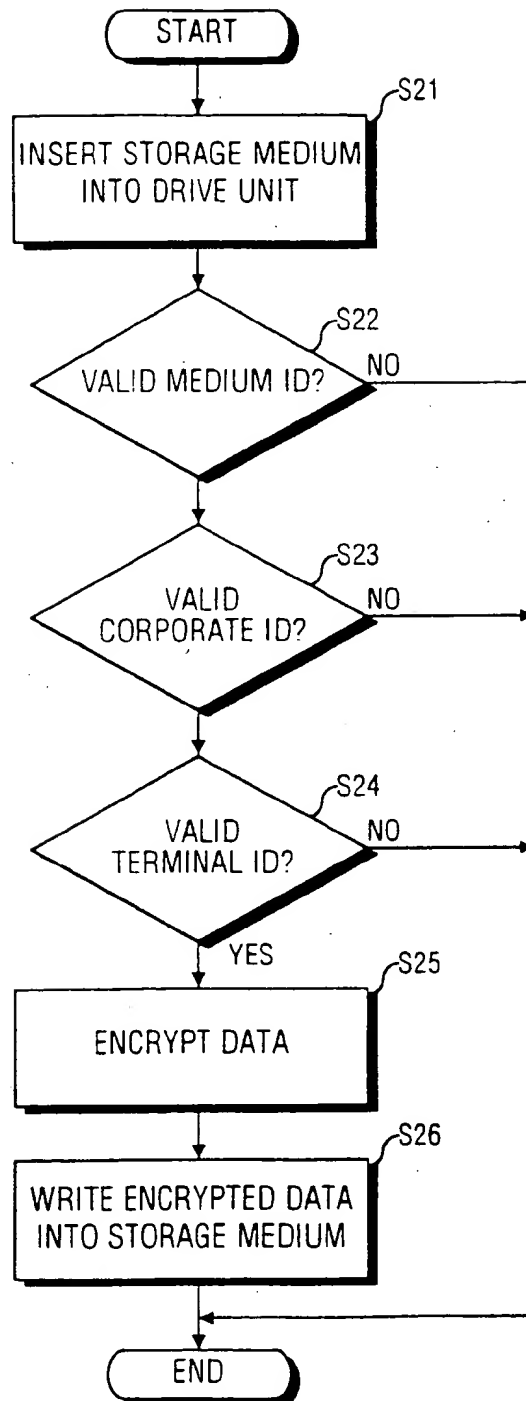 START
S21
INSERT STORAGE MEDIUM
INTO DRIVE UNIT
S22
VALID MEDIUM ID?
NO
S23
VALID
CORPORATE ID?
NO
S24
VALID
TERMINAL ID?
NO
YES
S25
ENCRYPT DATA
S26
WRITE ENCRYPTED DATA
INTO STORAGE MEDIUM
END